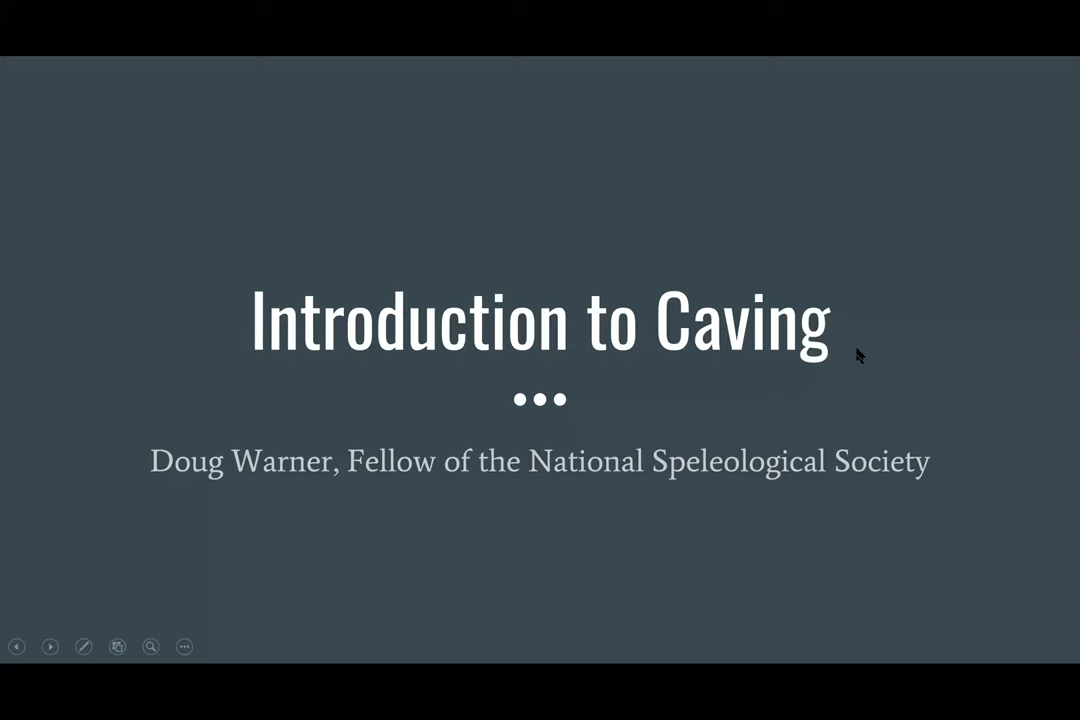 Introduction to Caving
Doug Warner, Fellow of the National Speleological Society